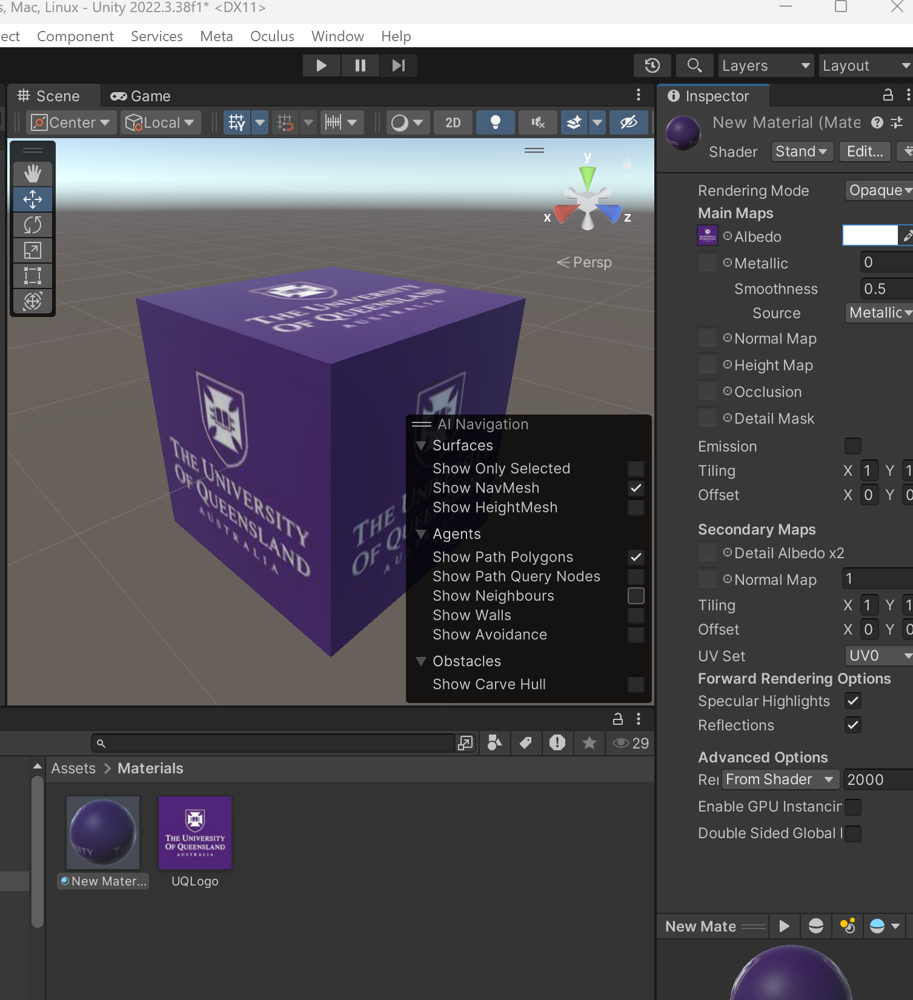 s, Mac, Linux - Unity 2022.3.38f1* <DX11>
ect Component Services Meta Oculus Window Help
Layers Layout
Scene Game
Center Local 2D
y
x z
Persp
THE UNIVERSITY
OF QUEENSLAND
AUSTRALIA
THE UNIVERSITY
OF QUEENSLAND
AUSTRALIA
THE UNIVERSITY
OF QUEENSLAND
AU
AI Navigation
Surfaces
Show Only Selected
Show NavMesh
Show HeightMesh
Agents
Show Path Polygons
Show Path Query Nodes
Show Neighbours
Show Walls
Show Avoidance
Obstacles
Show Carve Hull
29
Assets > Materials
New Mater...
THE UNIVERSITY
OF QUEENSLAND
AUSTRALIA
UQLogo
Inspector
New Material (Mate
Shader Stand Edit...
Rendering Mode Opaque
Main Maps
Albedo
Metallic 0
Smoothness 0.5
Source Metallic
Normal Map
Height Map
Occlusion
Detail Mask
Emission
Tiling X 1 Y 1
Offset X 0 Y 0
Secondary Maps
Detail Albedo x2
Normal Map 1
Tiling X 1 Y 1
Offset X 0 Y 0
UV Set UV0
Forward Rendering Options
Specular Highlights
Reflections
Advanced Options
Rei From Shader 2000
Enable GPU Instancin
Double Sided Global I
New Mate